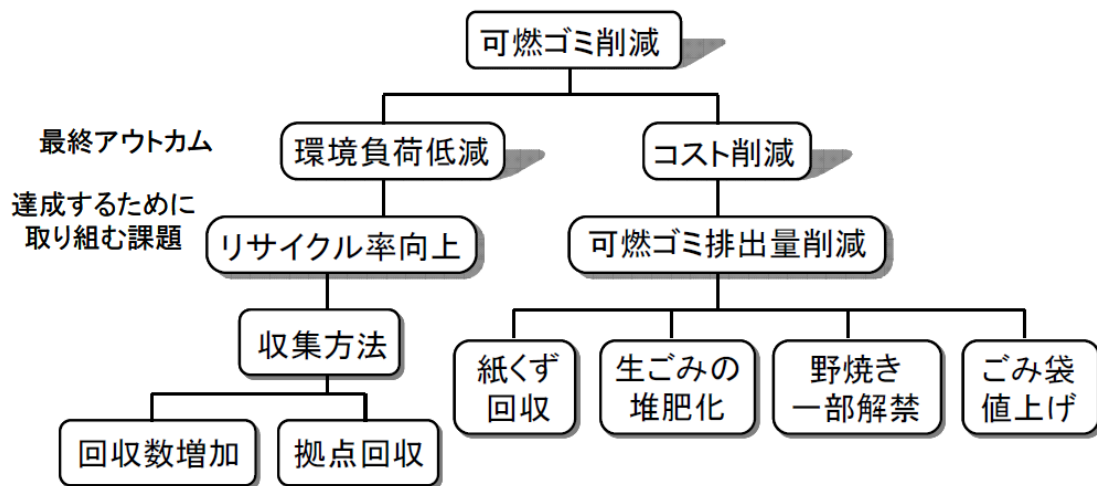 可燃ゴミ削減
最終アウトカム
環境負荷低減
コスト削減
達成するために
取り組む課題
リサイクル率向上
可燃ゴミ排出量削減
収集方法
紙くず
回収
生ごみの
堆肥化
野焼き
一部解禁
ごみ袋
値上げ
回収数増加
拠点回収